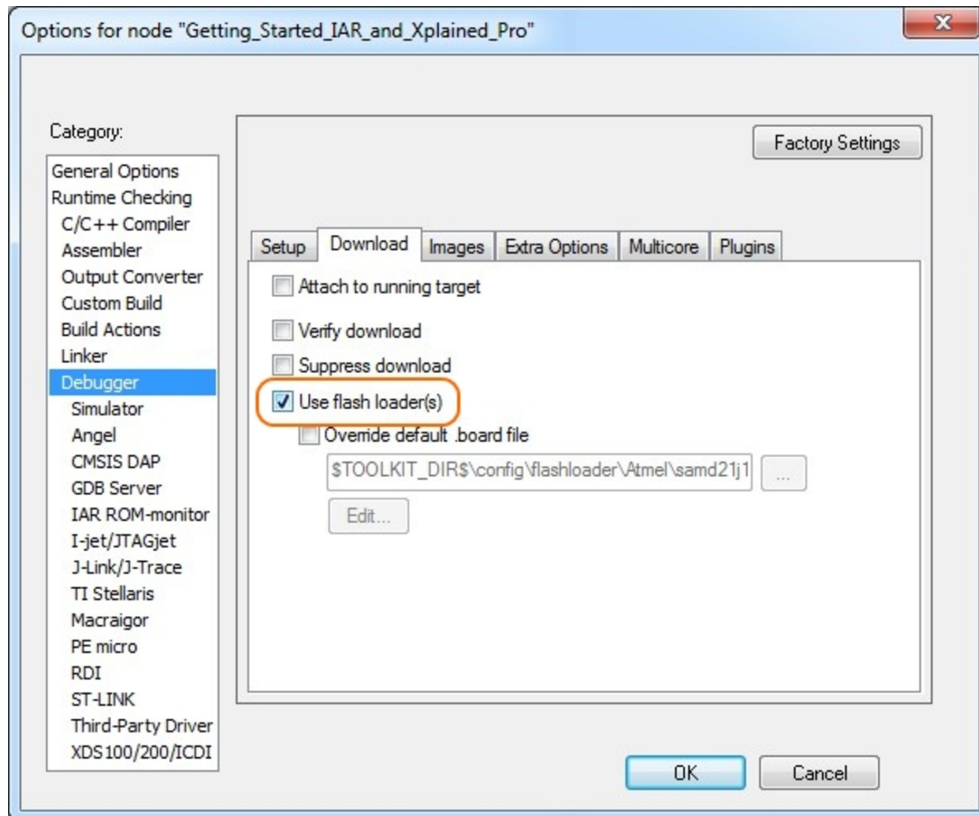 Options for node "Getting_Started_IAR_and_Xplained_Pro"
Category:
Factory Settings
General Options
Runtime Checking
C/C++ Compiler
Assembler
Output Converter
Custom Build
Build Actions
Linker
Debugger
Simulator
Angel
CMSIS DAP
GDB Server
IAR ROM-monitor
I-jet/JTAGjet
J-Link/J-Trace
TI Stellaris
Macraigor
PE micro
RDI
ST-LINK
Third-Party Driver
XDS100/200/ICDI
Setup Download Images Extra Options Multicore Plugins
Attach to running target
Verify download
Suppress download
Use flash loader(s)
Override default .board file
$TOOLKIT_DIR$\config\flashloader\Atmel\samd21j1
...
Edit...
OK Cancel